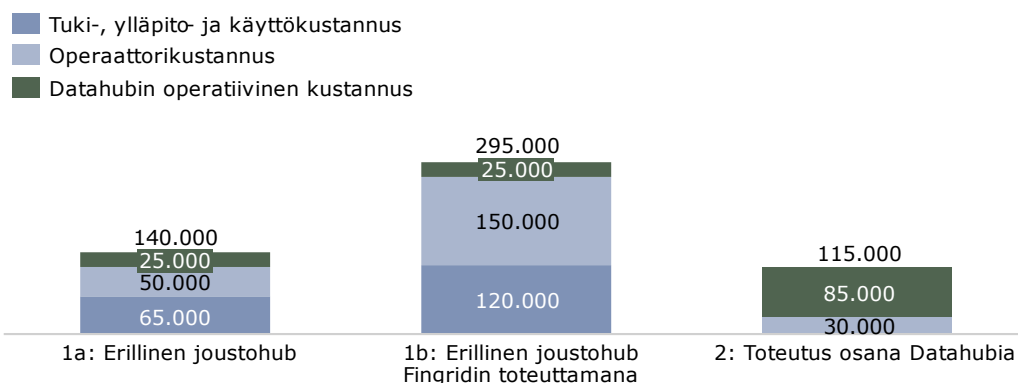 Tuki-, ylläpito- ja käyttökustannus
Operaattorikustannus
Datahubin operatiivinen kustannus
140.000
25.000
50.000
65.000
295.000
25.000
150.000
120.000
115.000
85.000
30.000
1a: Erillinen joustohub
1b: Erillinen joustohub
Fingridin toteuttamana
2: Toteutus osana Datahubia